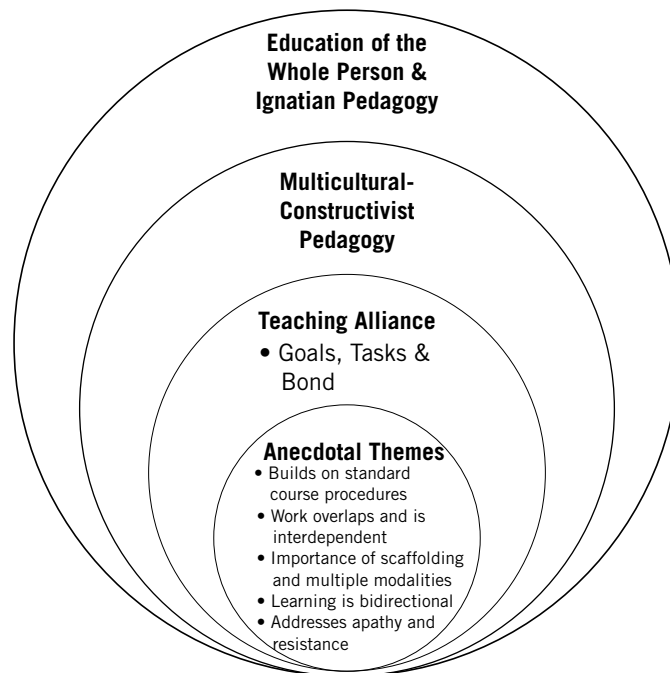 Education of the
Whole Person &
Ignatian Pedagogy
Multicultural-
Constructivist
Pedagogy
Teaching Alliance
• Goals, Tasks &
Bond
Anecdotal Themes
• Builds on standard
course procedures
• Work overlaps and is
interdependent
• Importance of scaffolding
and multiple modalities
• Learning is bidirectional
• Addresses apathy and
resistance